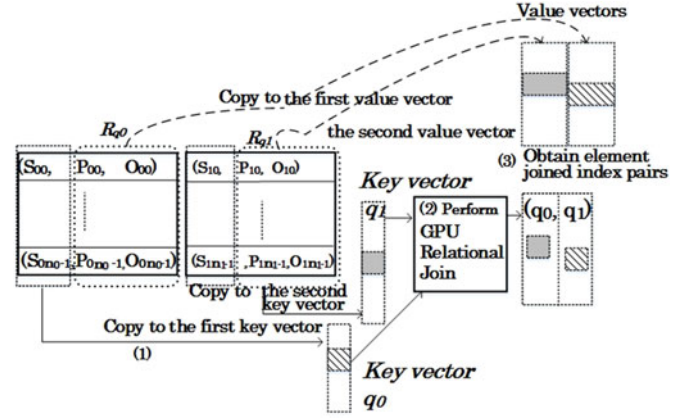 Value vectors
Copy to the first value vector
R_q0
R_q1
the second value vector
(3) Obtain element
joined index pairs
(S00, P00, O00)
(S10, P10, O10)
Key vector
q1
(2) Perform
GPU
Relational
Join
(q0, q1)
(S0n0-1,P0n0-1,O0n0-1)
(S1n1-1,P1n1-1,O1n1-1)
Copy to the second
key vector
Copy to the first key vector
(1)
Key vector
q0